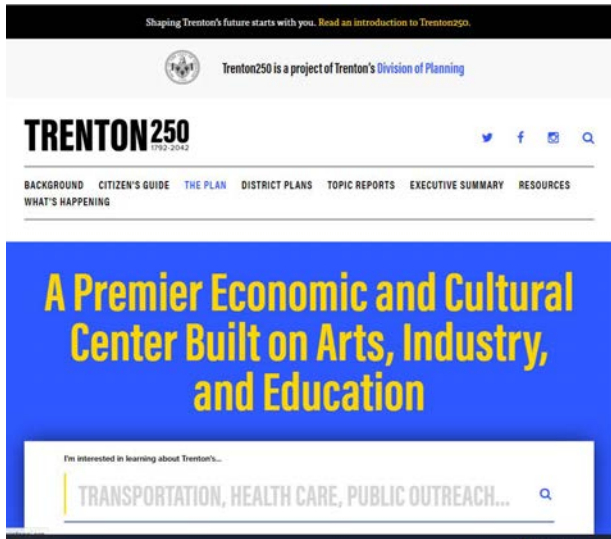 Shaping Trenton's future starts with you. Read an introduction to Trenton250.
Trenton250 is a project of Trenton's Division of Planning
TRENTON 250
1792-2042
BACKGROUND CITIZEN'S GUIDE THE PLAN DISTRICT PLANS TOPIC REPORTS EXECUTIVE SUMMARY RESOURCES
WHAT'S HAPPENING
A Premier Economic and Cultural
Center Built on Arts, Industry,
and Education
I'm interested in learning about Trenton's...
TRANSPORTATION, HEALTH CARE, PUBLIC OUTREACH...